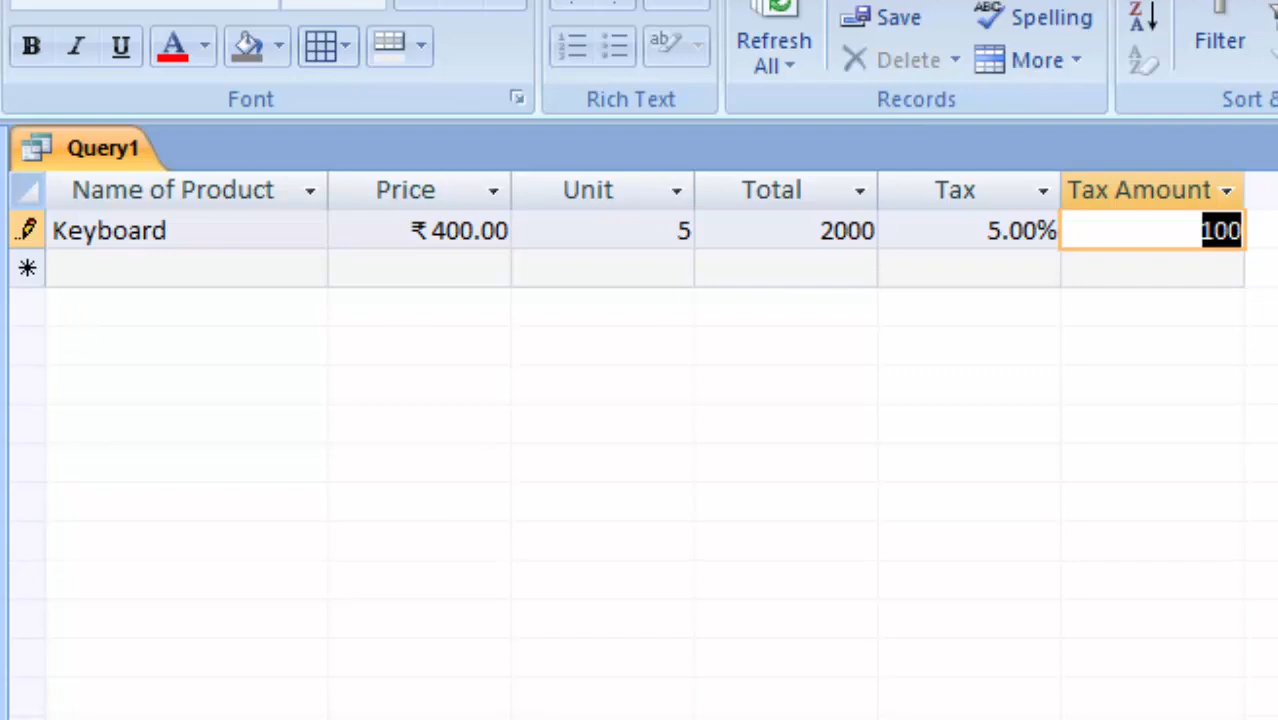 Save
Spelling
B I U A
ab
Refresh
All
Delete
More
Filter
Font
Rich Text
Records
Sort &
Query1
Name of Product Price Unit Total Tax Tax Amount
Keyboard ₹ 400.00 5 2000 5.00% 100